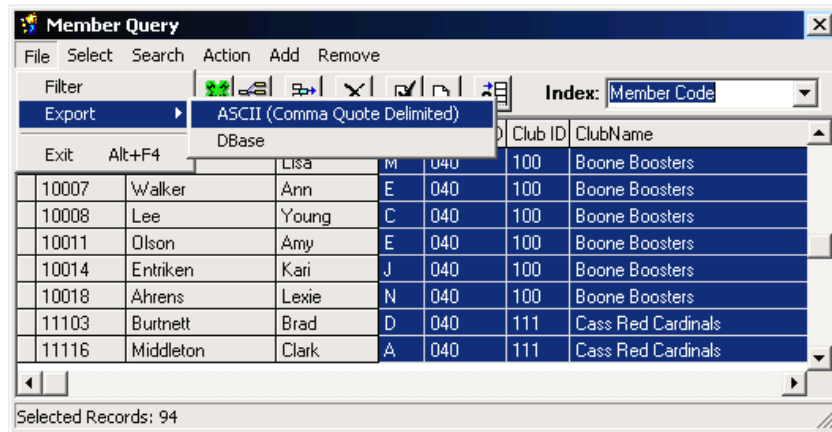 Member Query
File Select Search Action Add Remove
Filter
Index: Member Code
Export ASCII (Comma Quote Delimited)
DBase
Exit Alt+F4
Club ID ClubName
Lisa M 040 100 Boone Boosters
10007 Walker Ann E 040 100 Boone Boosters
10008 Lee Young C 040 100 Boone Boosters
10011 Olson Amy E 040 100 Boone Boosters
10014 Entriken Kari J 040 100 Boone Boosters
10018 Ahrens Lexie N 040 100 Boone Boosters
11103 Burtnett Brad D 040 111 Cass Red Cardinals
11116 Middleton Clark A 040 111 Cass Red Cardinals
Selected Records: 94